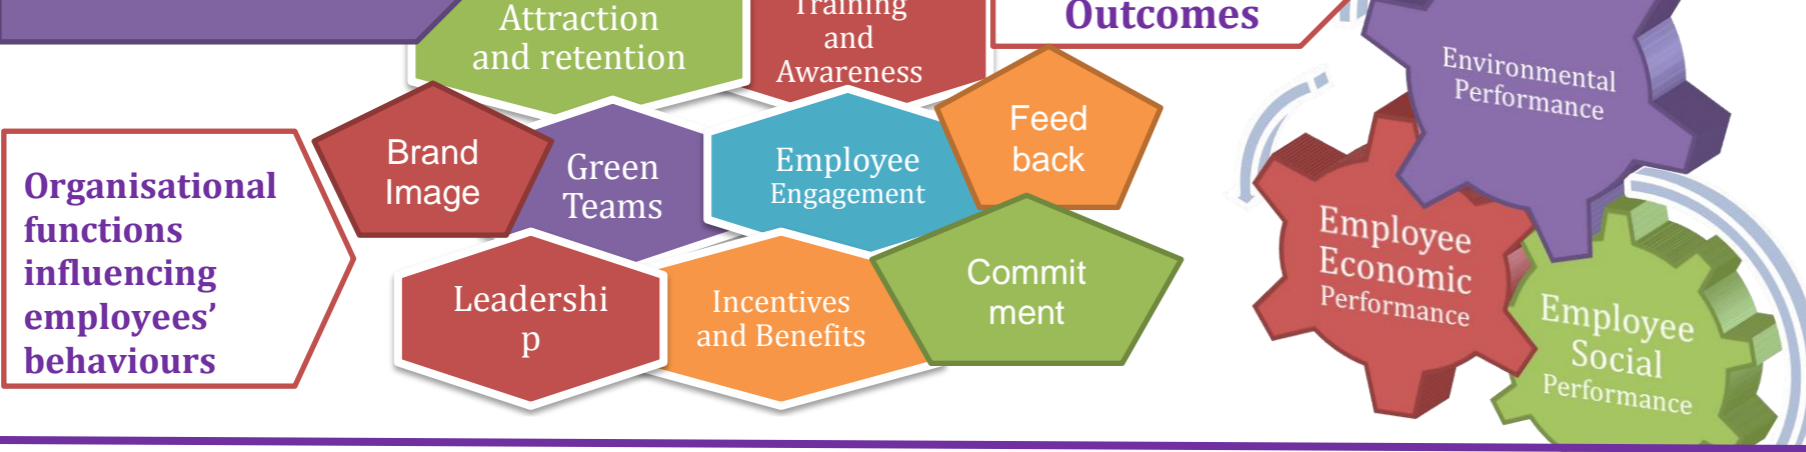 Attraction
and retention
Training
and
Awareness
Outcomes
Environmental
Performance
Brand
Image
Green
Teams
Employee
Engagement
Feed
back
Organisational
functions
influencing
employees’
behaviours
Leadershi
p
Incentives
and Benefits
Commit
ment
Employee
Economic
Performance
Employee
Social
Performance